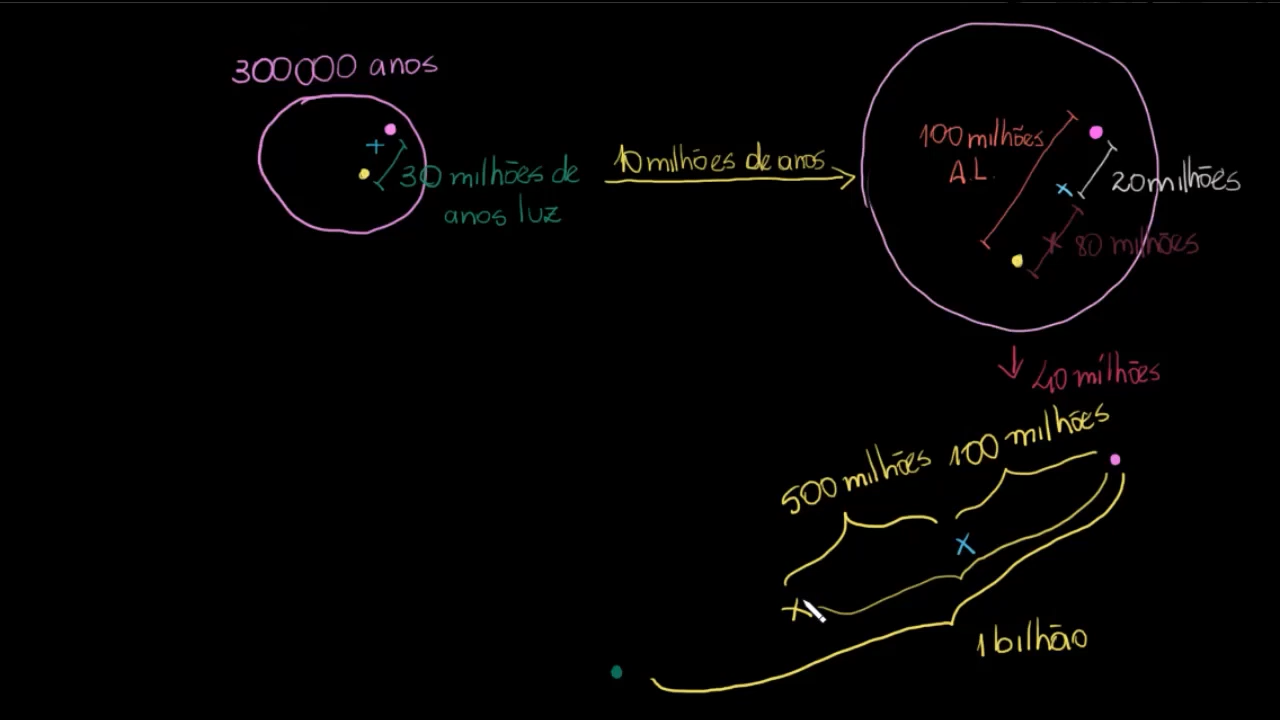 300000 anos
30 milhões de
anos luz
10 milhões de anos
100 milhões
A.L.
20 milhões
80 milhões
40 milhões
500 milhões
100 milhões
1 bilhão